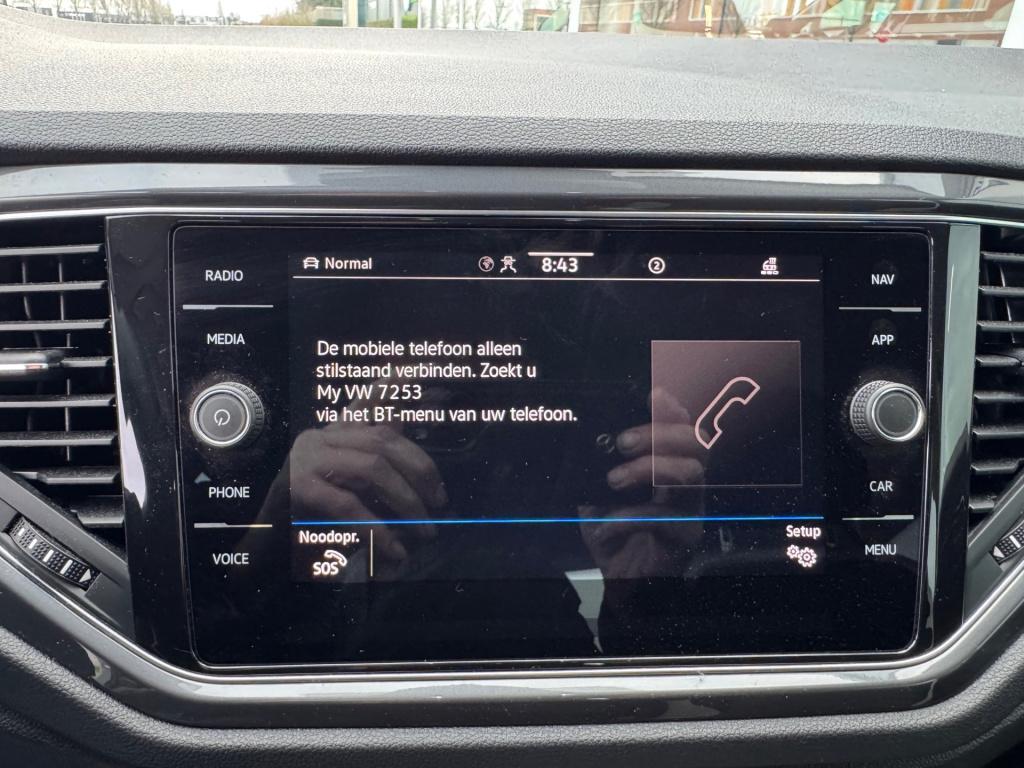 RADIO
MEDIA
PHONE
VOICE
Normal
8:43
2
De mobiele telefoon alleen
stilstaand verbinden. Zoekt u
My VW 7253
via het BT-menu van uw telefoon.
Noodopr.
SOS
Setup
NAV
APP
CAR
MENU